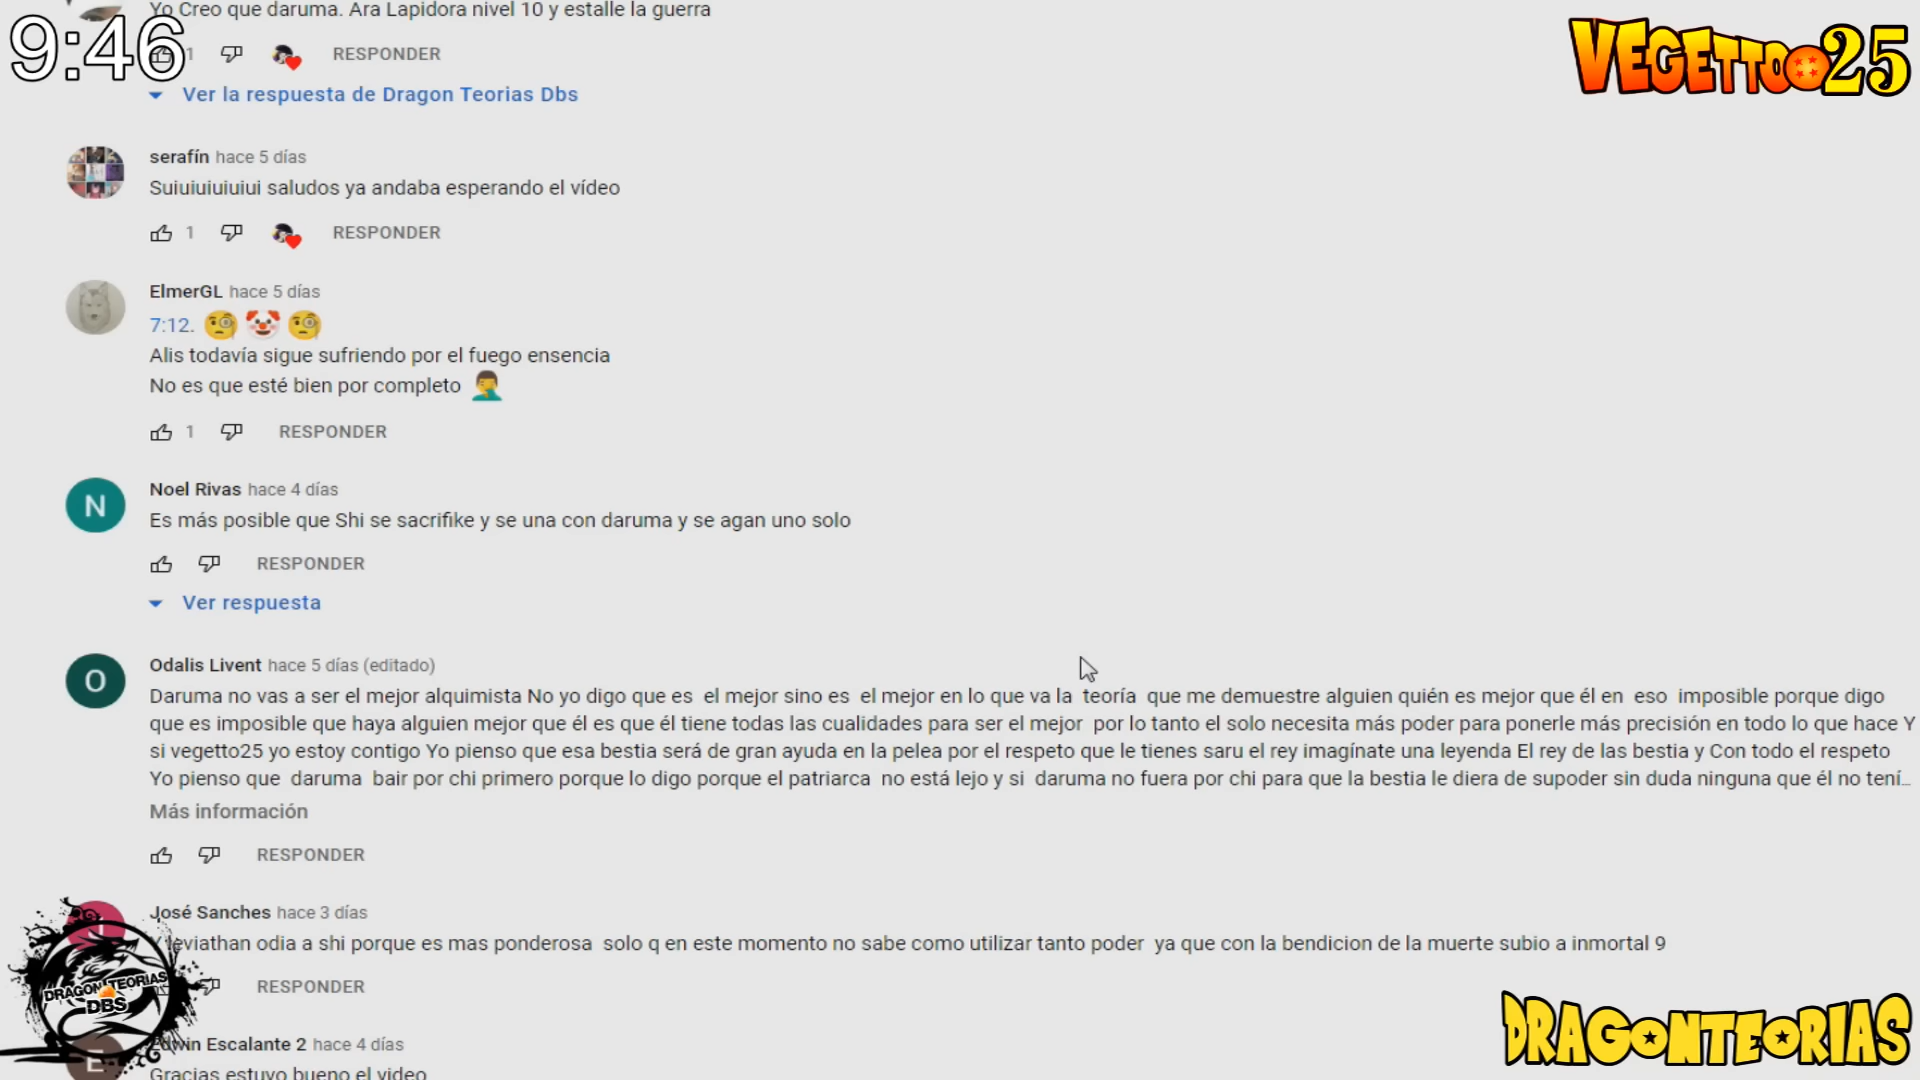 Yo Creo que daruma. Ara Lapidora nivel 10 y estalle la guerra
9:46
VEGETTO25
1 RESPONDER
Ver la respuesta de Dragon Teorias Dbs
serafín hace 5 días
Suiuiuiuiuiui saludos ya andaba esperando el vídeo
1 RESPONDER
ElmerGL hace 5 días
7:12.
Alis todavía sigue sufriendo por el fuego ensencia
No es que esté bien por completo
1 RESPONDER
N
Noel Rivas hace 4 días
Es más posible que Shi se sacrifike y se una con daruma y se agan uno solo
RESPONDER
Ver respuesta
O
Odalis Livent hace 5 días (editado)
Daruma no vas a ser el mejor alquimista No yo digo que es el mejor sino es el mejor en lo que va la teoría que me demuestre alguien quién es mejor que él en eso imposible porque digo
que es imposible que haya alguien mejor que él es que él tiene todas las cualidades para ser el mejor por lo tanto el solo necesita más poder para ponerle más precisión en todo lo que hace Y
si vegetto25 yo estoy contigo Yo pienso que esa bestia será de gran ayuda en la pelea por el respeto que le tienes saru el rey imagínate una leyenda El rey de las bestia y Con todo el respeto
Yo pienso que daruma bair por chi primero porque lo digo porque el patriarca no está lejo y si daruma no fuera por chi para que la bestia le diera de supoder sin duda ninguna que él no tení...
Más información
RESPONDER
José Sanches hace 3 días
Y leviathan odia a shi porque es mas ponderosa solo q en este momento no sabe como utilizar tanto poder ya que con la bendicion de la muerte subio a inmortal 9
RESPONDER
DRAGON TEORIAS
DBS
DRAGONTEORIAS
E
Edwin Escalante 2 hace 4 días
Gracias estuvo bueno el video